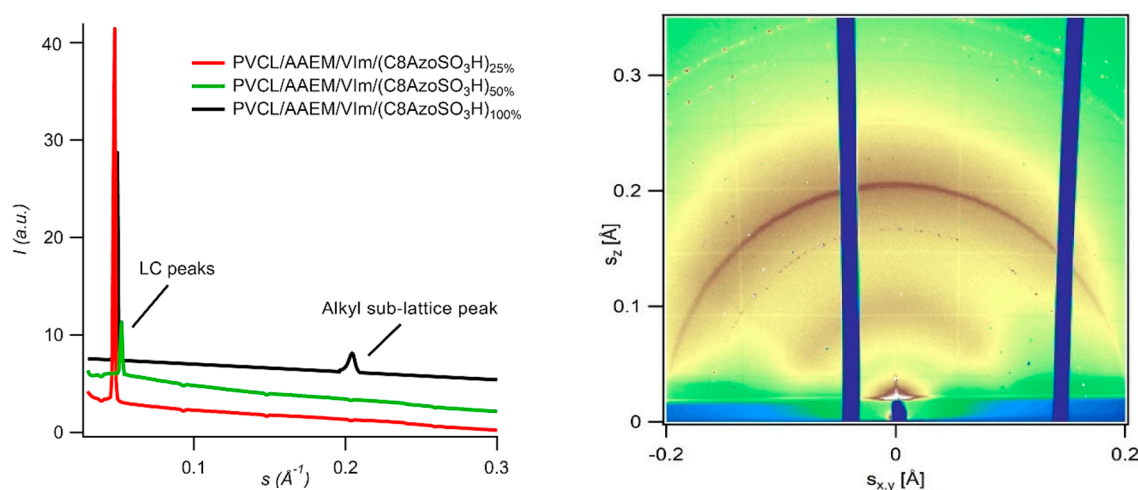 I (a.u.)
40
30
20
10
0
PVCL/AAEM/VIm/(C8AzoSO3H)25%
PVCL/AAEM/VIm/(C8AzoSO3H)50%
PVCL/AAEM/VIm/(C8AzoSO3H)100%
LC peaks
Alkyl sub-lattice peak
0.1
0.2
0.3
s (Å-1)
sz [Å]
0.3
0.2
0.1
0
-0.2
0
0.2
sx,y [Å]